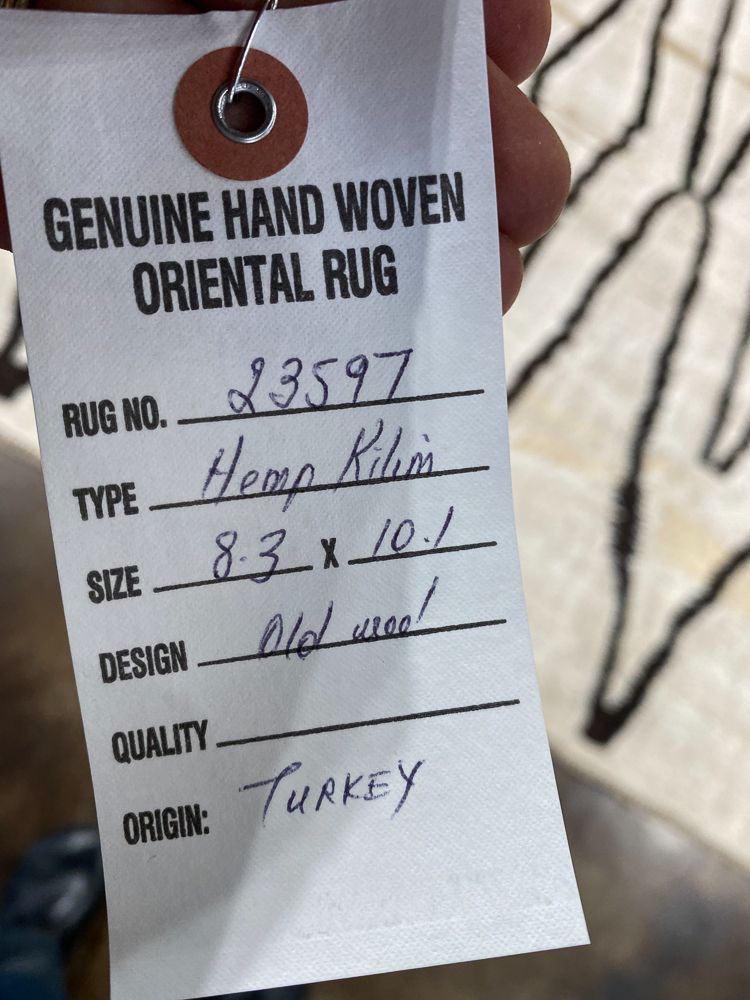 GENUINE HAND WOVEN
ORIENTAL RUG
RUG NO. 23597
TYPE Hemp Kilim
SIZE 8.3 X 10.1
DESIGN Old wool
QUALITY
ORIGIN: TURKEY